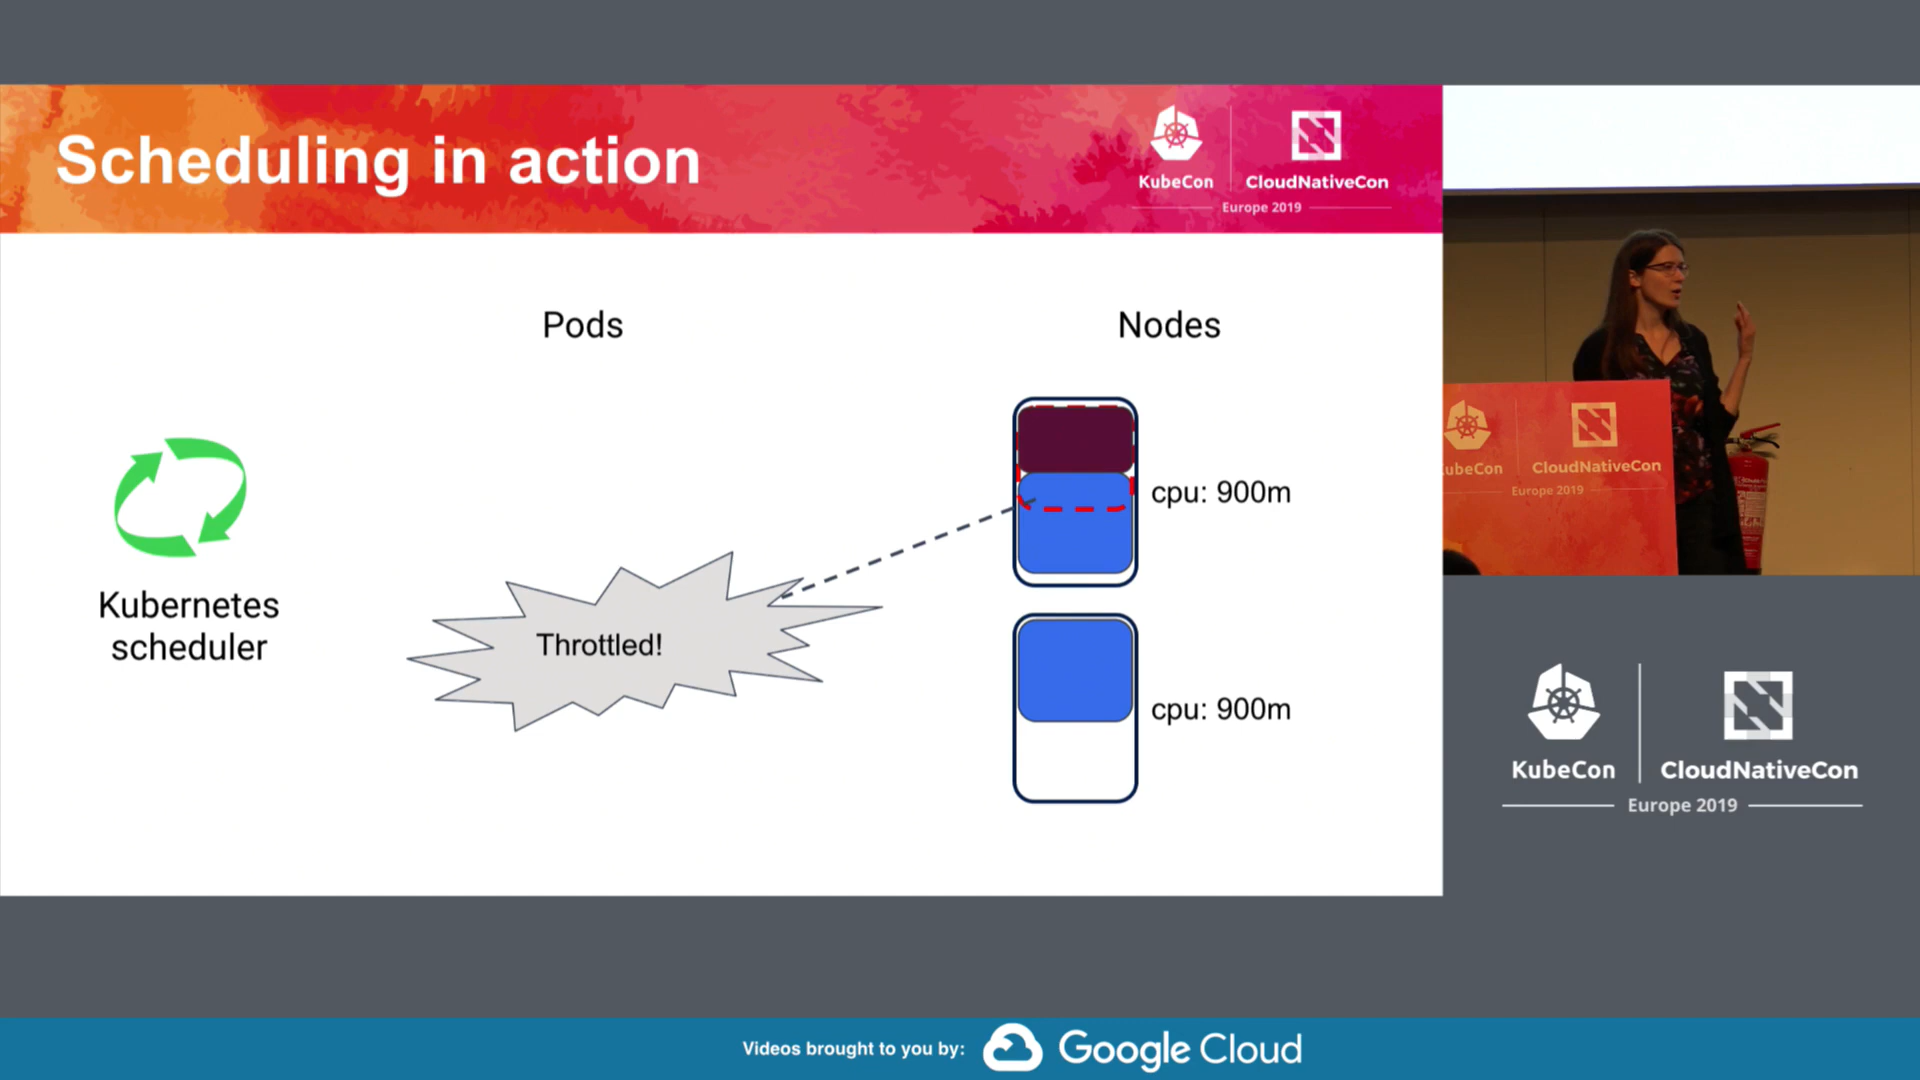 Scheduling in action
KubeCon
CloudNativeCon
Europe 2019
Pods
Nodes
cpu: 900m
Kubernetes
scheduler
Throttled!
cpu: 900m
ubeCon
CloudNativeCon
Europe 2019
KubeCon
CloudNativeCon
Europe 2019
Videos brought to you by:
Google Cloud